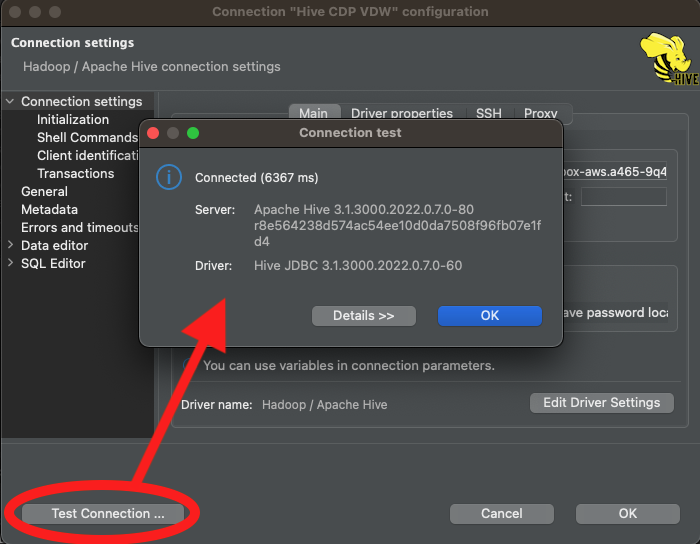 Connection "Hive CDP VDW" configuration
Connection settings
Hadoop / Apache Hive connection settings
HIVE
Connection settings
Initialization
Shell Commands
Client identificati
Transactions
General
Metadata
Errors and timeouts
Data editor
SQL Editor
Main Driver properties SSH Proxy
box-aws.a465-9q4
t:
ave password loca
Connection test
Connected (6367 ms)
Server: Apache Hive 3.1.3000.2022.0.7.0-80
r8e564238d574ac54ee10d0da7508f96fb07e1f
d4
Driver: Hive JDBC 3.1.3000.2022.0.7.0-60
Details >> OK
You can use variables in connection parameters.
Driver name: Hadoop / Apache Hive Edit Driver Settings
Test Connection ... Cancel OK